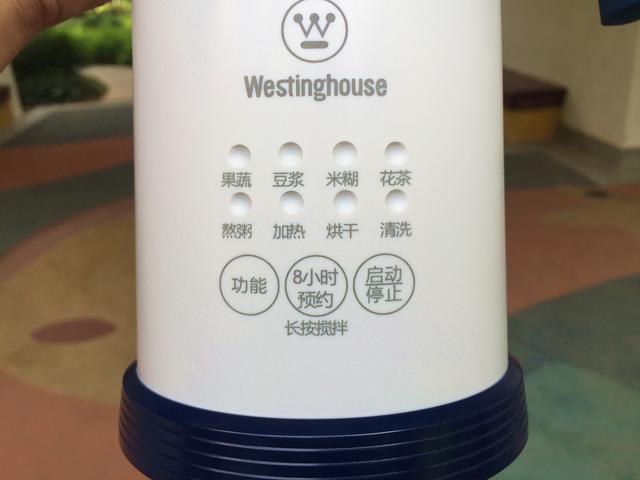 Westinghouse
果蔬 豆浆 米糊 花茶
熬粥 加热 烘干 清洗
功能 8小时预约 启动停止
长按搅拌